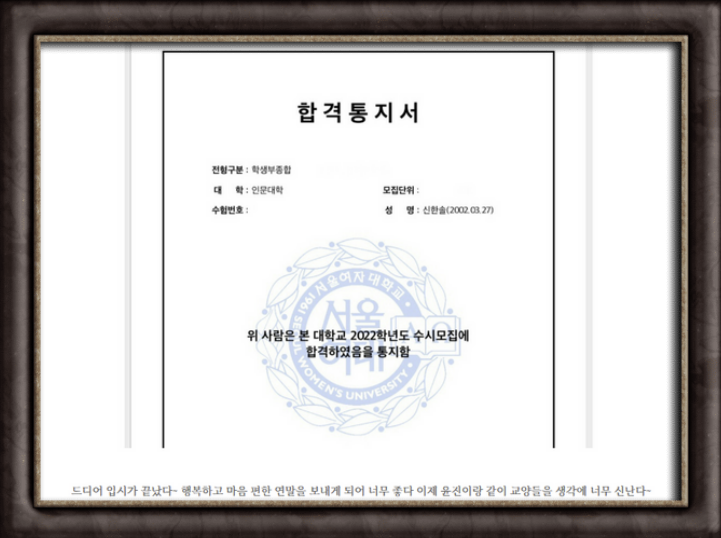 합격통지서
전형구분 : 학생부종합
대 학 : 인문대학 모집단위 :
수험번호 : 성 명 : 신한솔(2002.03.27)
서울여자대학교
1961
서울
여대
WOMEN'S UNIVERSITY
위 사람은 본 대학교 2022학년도 수시모집에
합격하였음을 통지함
드디어 입시가 끝났다~ 행복하고 마음 편한 연말을 보내게 되어 너무 좋다 이제 윤진이랑 같이 교양들을 생각에 너무 신난다~